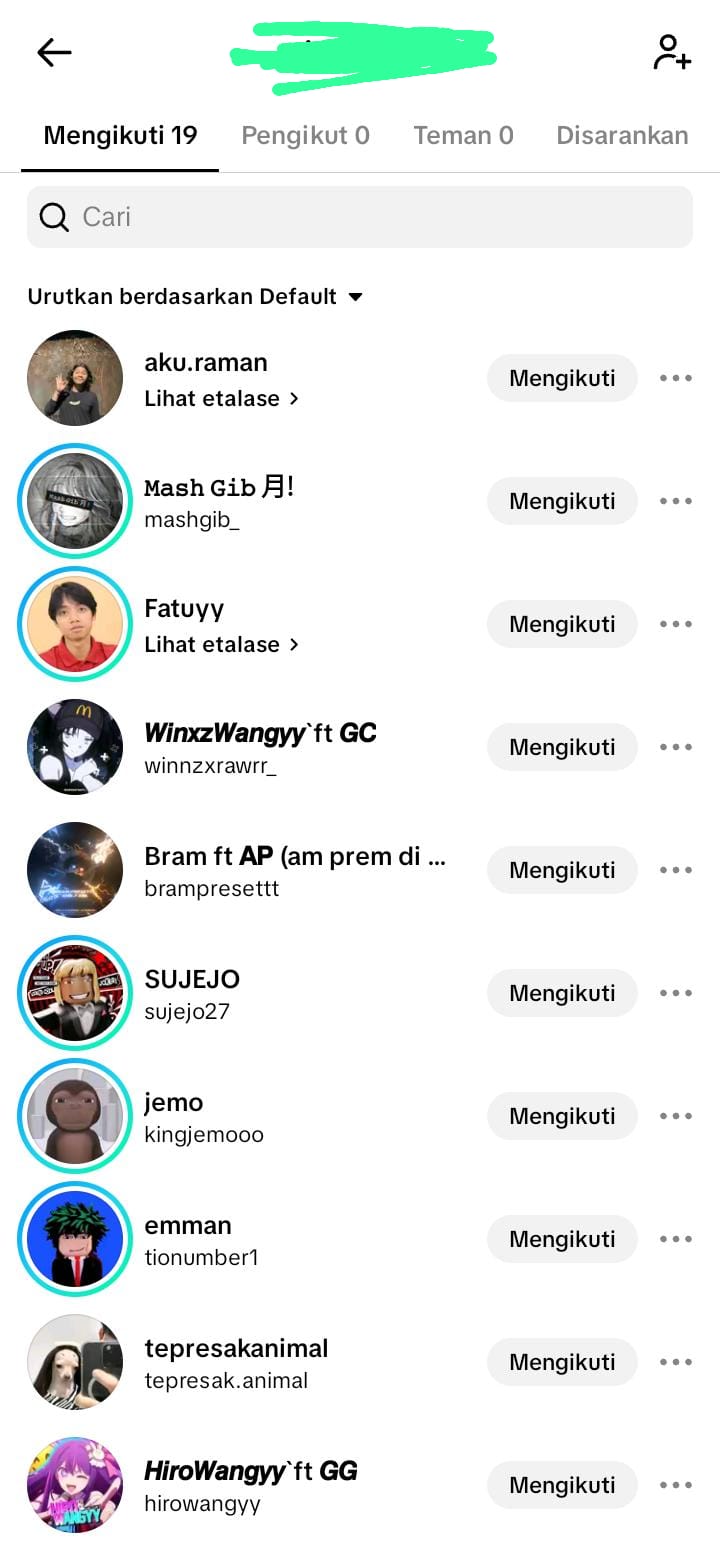 Mengikuti 19
Pengikut 0
Teman 0
Disarankan
Cari
Urutkan berdasarkan Default
aku.raman
Mengikuti
Lihat etalase >
Mash Gib 月!
Mengikuti
mashgib_
Fatuyy
Mengikuti
Lihat etalase >
WinxzWangyy`ft GC
Mengikuti
winnzxrawrr_
Bram ft AP (am prem di ...
Mengikuti
brampresettt
SUJEJO
Mengikuti
sujejo27
jemo
Mengikuti
kingjemooo
emman
Mengikuti
tionumber1
tepresakanimal
Mengikuti
tepresak.animal
HiroWangyy`ft GG
Mengikuti
hirowangyy